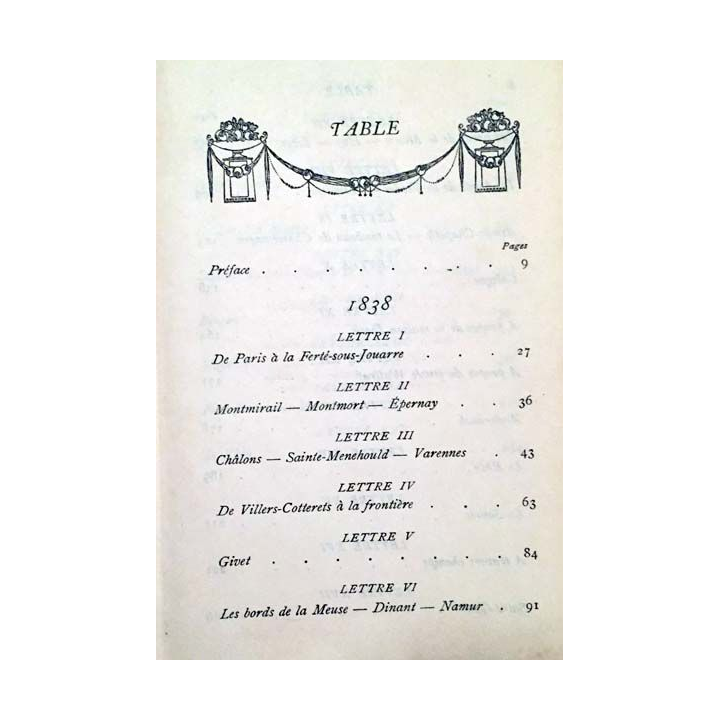 TABLE
Pages
Préface . . . . . . . . . 9
1838
LETTRE I
De Paris à la Ferté-sous-Jouarre . . . 27
LETTRE II
Montmirail — Montmort — Épernay . . 36
LETTRE III
Châlons — Sainte-Menehould — Varennes . 43
LETTRE IV
De Villers-Cotterets à la frontière . . . 63
LETTRE V
Givet . . . . . . . . . 84
LETTRE VI
Les bords de la Meuse — Dinant — Namur . 91